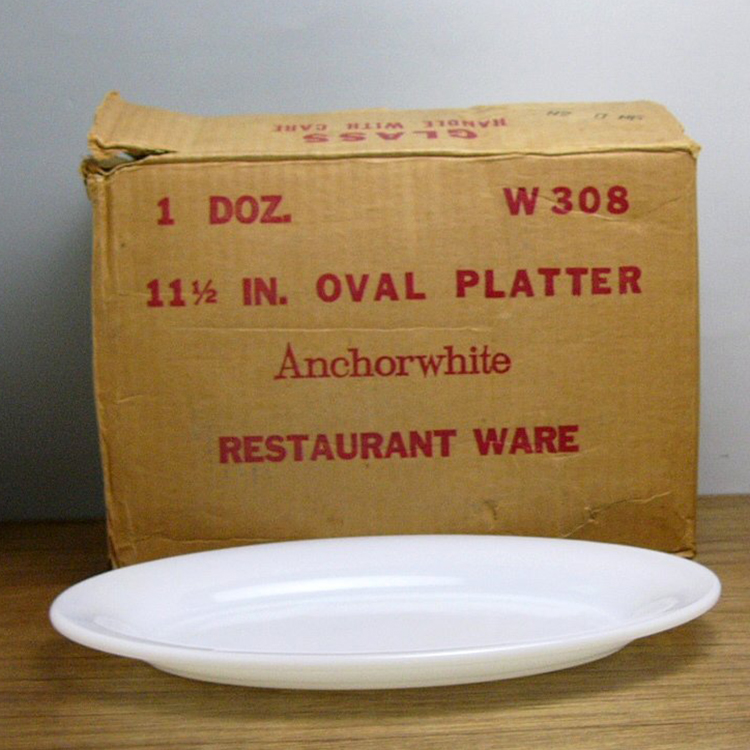 GLASS
HANDLE WITH CARE
1 DOZ. W 308
11½ IN. OVAL PLATTER
Anchorwhite
RESTAURANT WARE